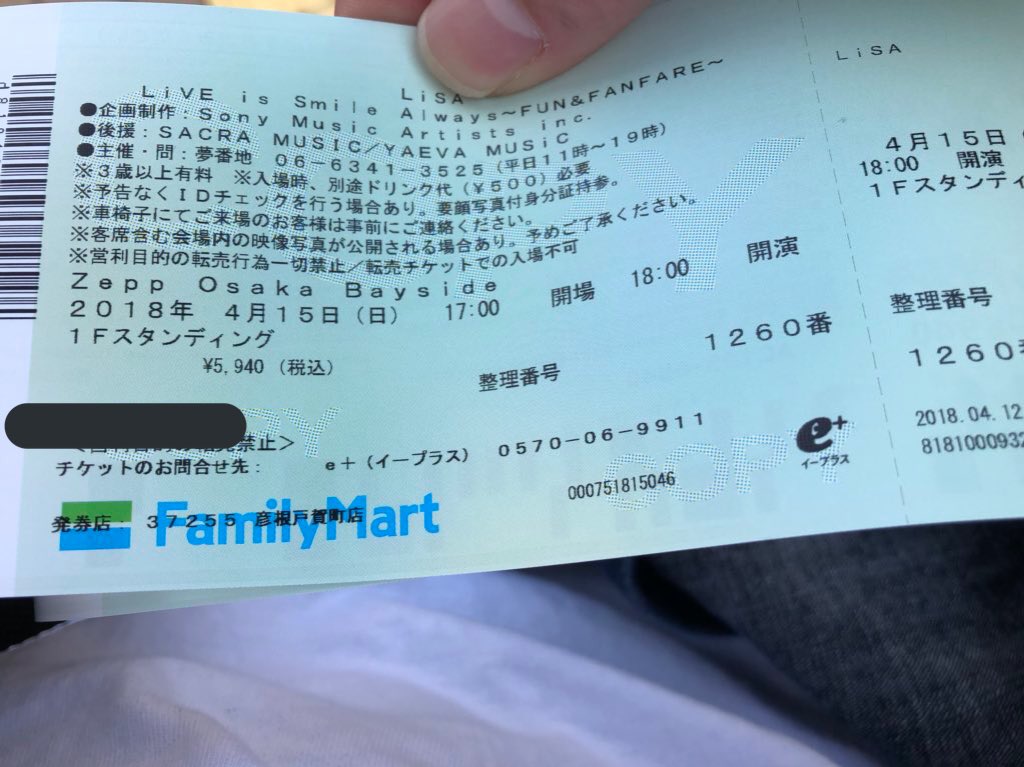 LiSA
LiVE is Smile Always～FUN&FANFARE～
●企画制作：Sony Music Artists inc.
●後援：SACRA MUSIC/YAEVA MUSiC
●主催・問：夢番地 06-6341-3525（平日11時～19時）
※3歳以上有料 ※入場時、別途ドリンク代（¥500）必要
※予告なくIDチェックを行う場合あり。要顔写真付身分証持参。
※車椅子にてご来場のお客様は事前にご連絡ください。
※客席含む会場内の映像写真が公開される場合あり。予めご了承ください。
※営利目的の転売行為一切禁止／転売チケットでの入場不可
Zepp Osaka Bayside
2018年 4月15日（日） 17:00 開場 18:00 開演
1Fスタンディング
¥5,940（税込） 整理番号 1260番
禁止＞
チケットのお問合せ先： e+（イープラス） 0570-06-9911
e+
イープラス
000751815046
発券店： 37255 彦根戸賀町店
FamilyMart
COPY
LiSA
4月15日（
18:00 開演
1Fスタンディ
整理番号
1260番
2018.04.12
818100093